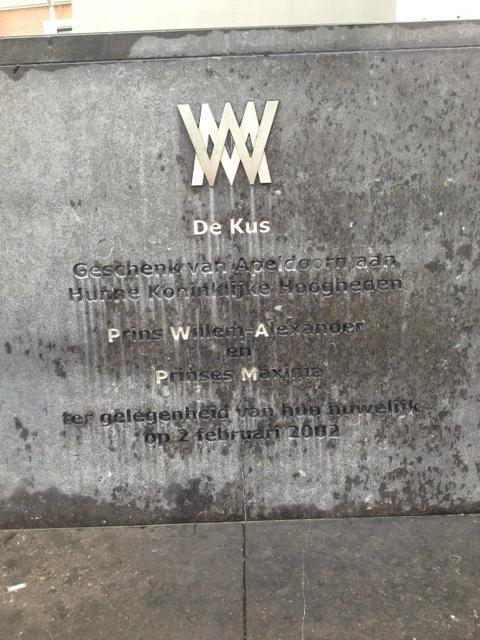 De Kus
Geschenk van Apeldoorn aan
Hunne Koninklijke Hoogheden
Prins Willem-Alexander
en
Prinses Máxima
ter gelegenheid van hun huwelijk
op 2 februari 2002